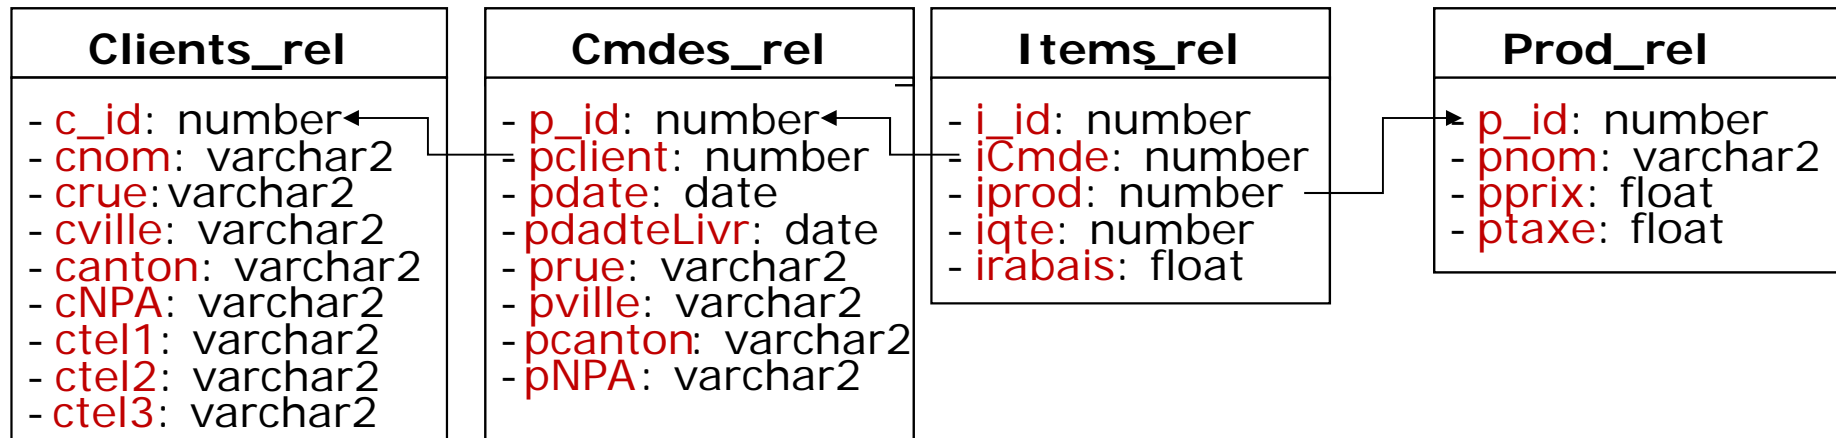 Clients_rel
- c_id: number
- cnom: varchar2
- crue: varchar2
- cville: varchar2
- canton: varchar2
- cNPA: varchar2
- ctel1: varchar2
- ctel2: varchar2
- ctel3: varchar2
Cmdes_rel
- p_id: number
- pclient: number
- pdate: date
- pdadteLivr: date
- prue: varchar2
- pville: varchar2
- pcanton: varchar2
- pNPA: varchar2
Items_rel
- i_id: number
- iCmde: number
- iprod: number
- iqte: number
- irabais: float
Prod_rel
- p_id: number
- pnom: varchar2
- pprix: float
- ptaxe: float